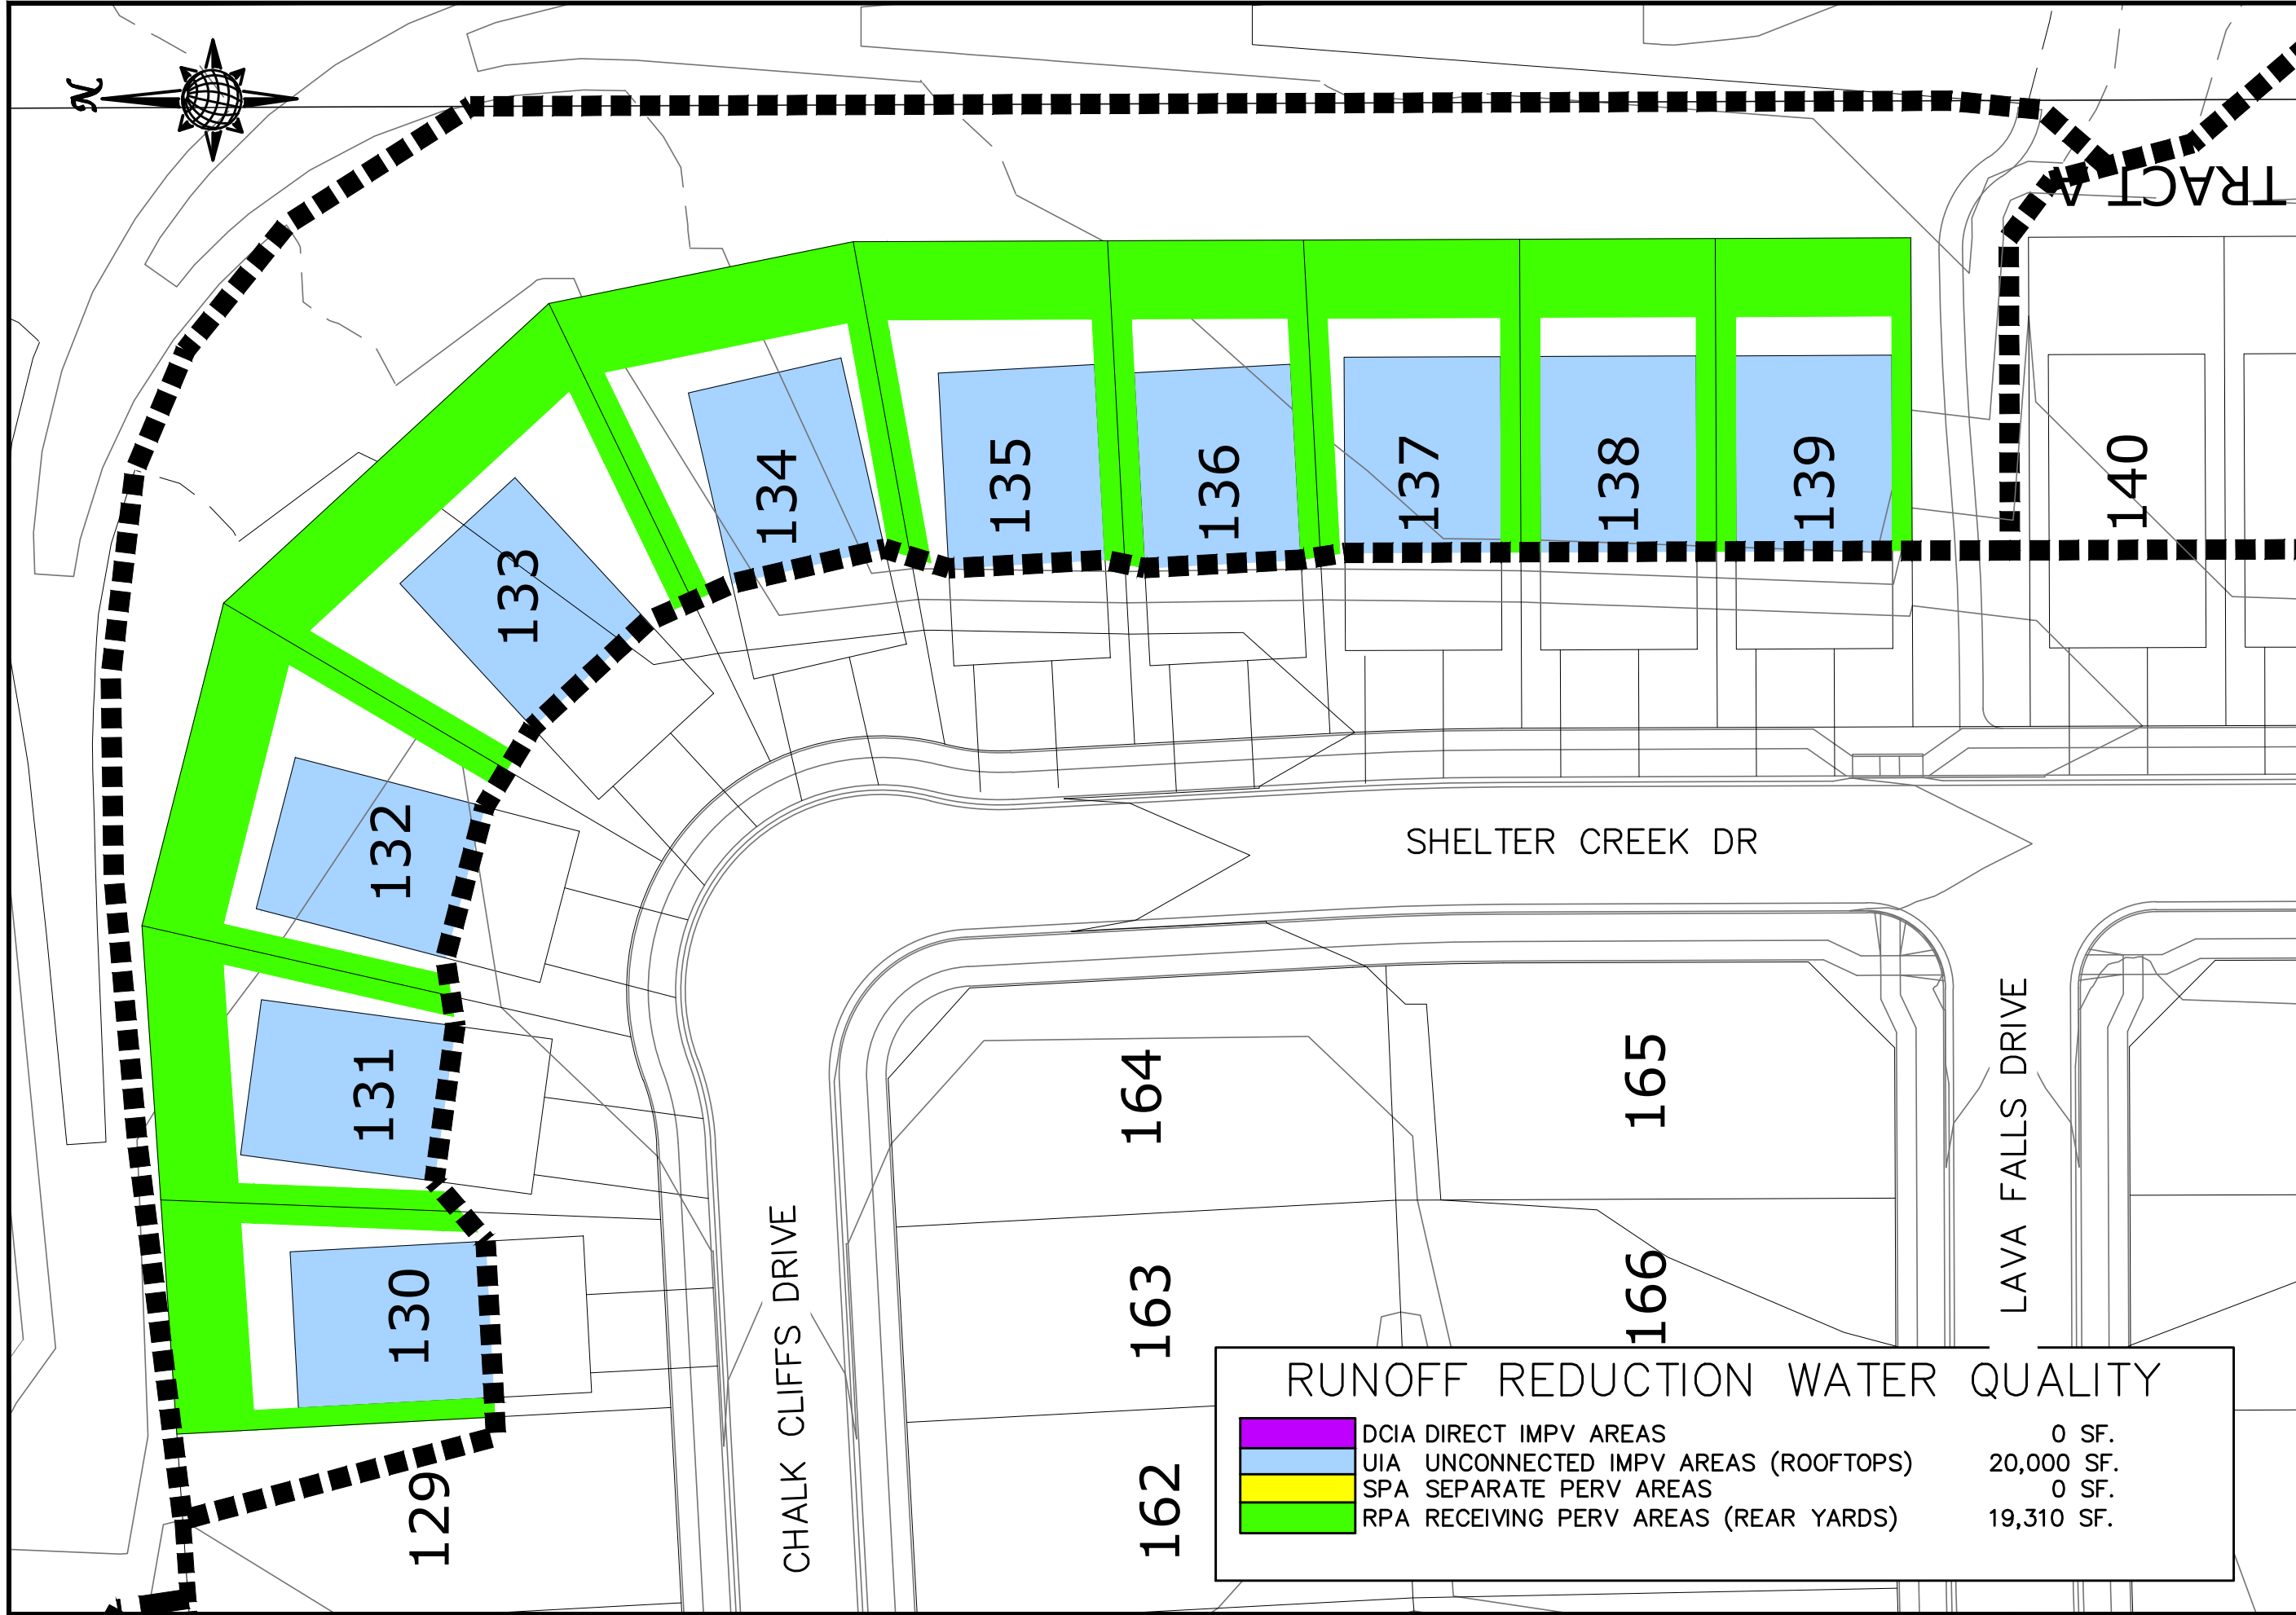 N
TRACT A
134
135
136
137
138
139
140
133
132
131
130
129
SHELTER CREEK DR
CHALK CLIFFS DRIVE
LAVA FALLS DRIVE
164
165
163
166
162
RUNOFF REDUCTION WATER QUALITY
DCIA DIRECT IMPV AREAS 0 SF.
UIA UNCONNECTED IMPV AREAS (ROOFTOPS) 20,000 SF.
SPA SEPARATE PERV AREAS 0 SF.
RPA RECEIVING PERV AREAS (REAR YARDS) 19,310 SF.